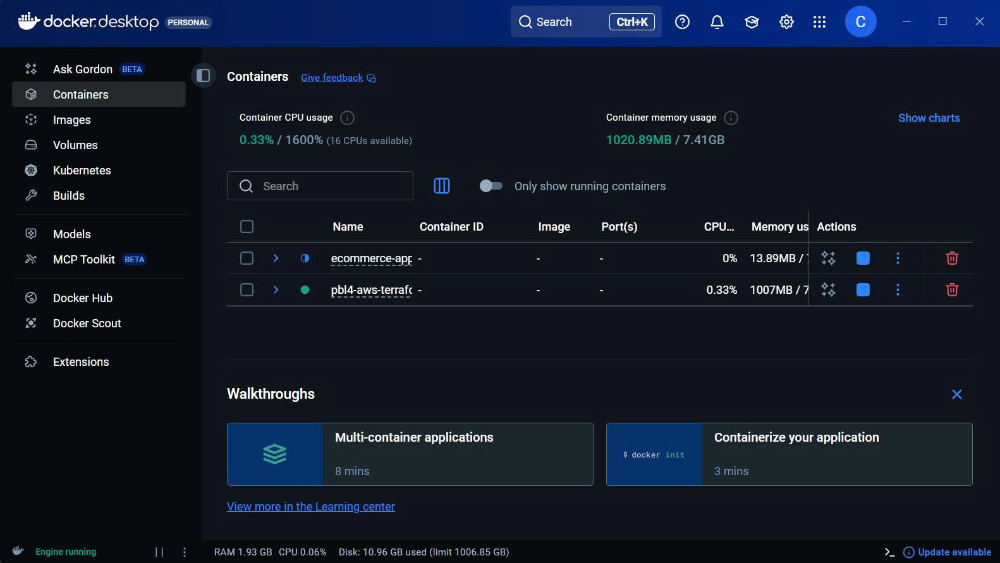 docker.desktop PERSONAL
Search Ctrl+K
C
Ask Gordon BETA
Containers
Images
Volumes
Kubernetes
Builds
Models
MCP Toolkit BETA
Docker Hub
Docker Scout
Extensions
Containers Give feedback
Container CPU usage
0.33% / 1600% (16 CPUs available)
Container memory usage
1020.89MB / 7.41GB
Show charts
Search
Only show running containers
Name Container ID Image Port(s) CPU... Memory us Actions
ecommerce-app - - - 0% 13.89MB / 7
pbl4-aws-terrafo - - - 0.33% 1007MB / 7
Walkthroughs
Multi-container applications
8 mins
$ docker init
Containerize your application
3 mins
View more in the Learning center
Engine running
RAM 1.93 GB CPU 0.06% Disk: 10.96 GB used (limit 1006.85 GB)
Update available